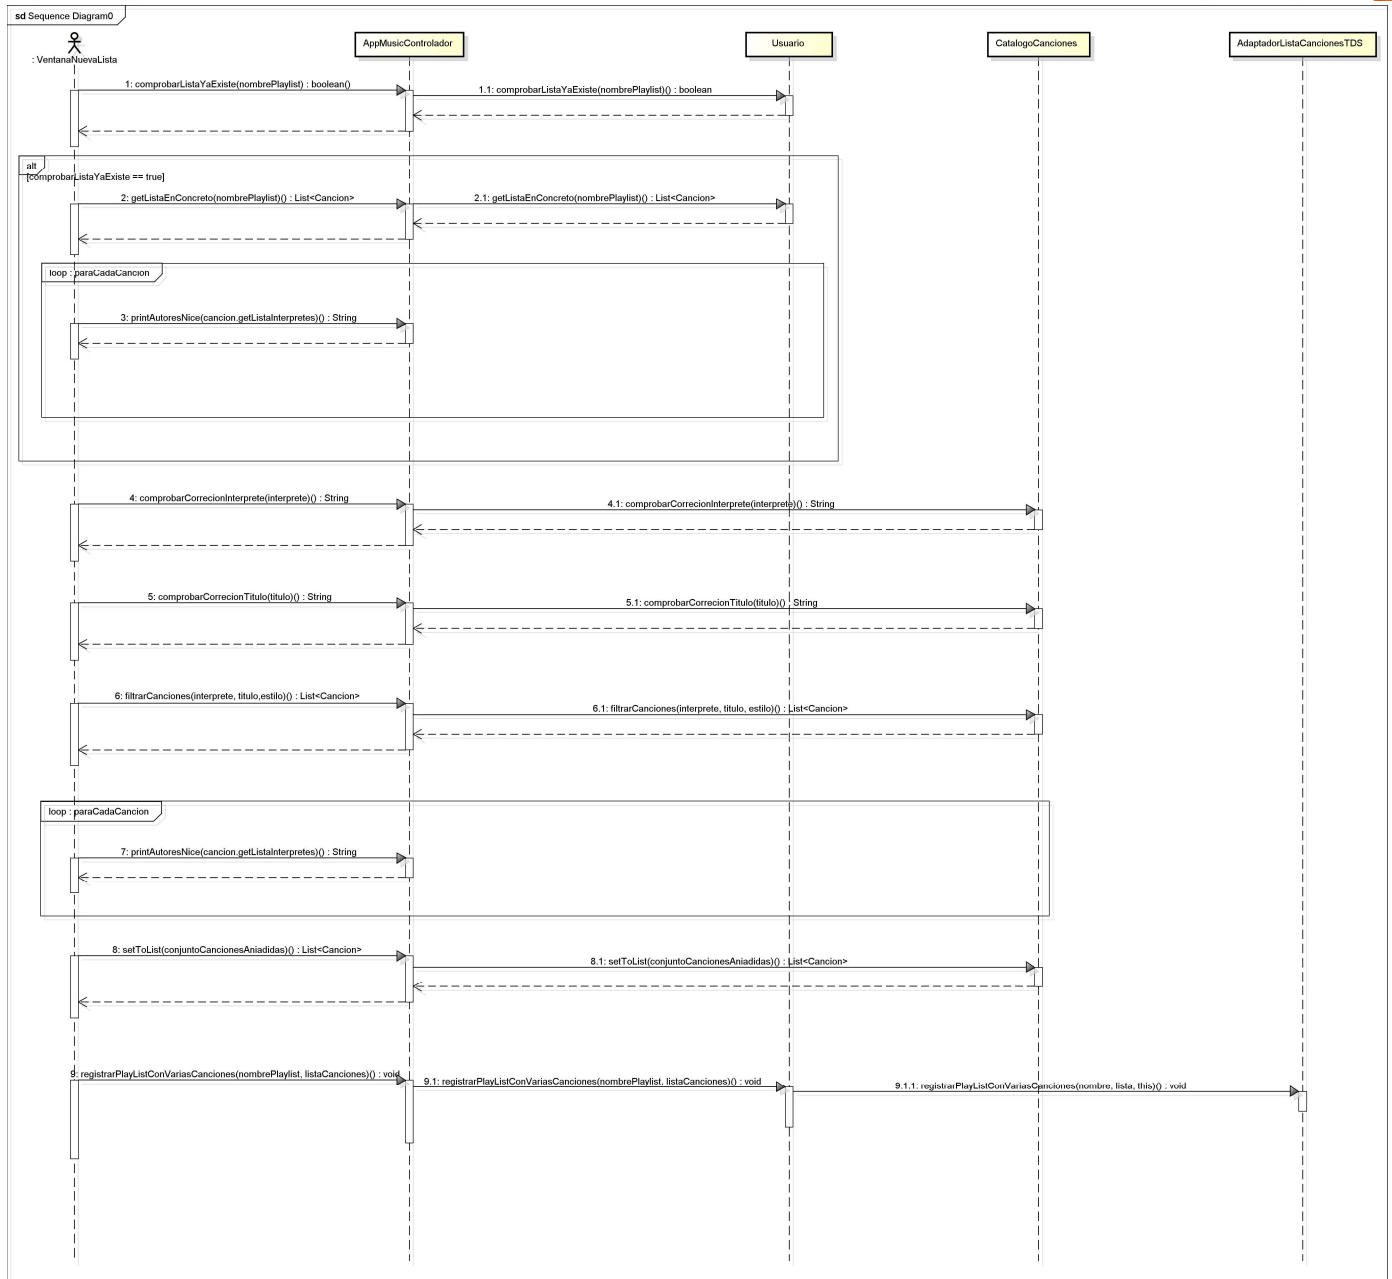 sd Sequence Diagram0
: VentanaNuevaLista
AppMusicControlador
Usuario
CatalogoCanciones
AdaptadorListaCancionesTDS
1: comprobarListaYaExiste(nombrePlaylist) : boolean()
1.1: comprobarListaYaExiste(nombrePlaylist)() : boolean
alt
[comprobarListaYaExiste == true]
2: getListaEnConcreto(nombrePlaylist)() : List<Cancion>
2.1: getListaEnConcreto(nombrePlaylist)() : List<Cancion>
loop : paraCadaCancion
3: printAutoresNice(cancion.getListaInterpretes)() : String
4: comprobarCorrecionInterprete(interprete)() : String
4.1: comprobarCorrecionInterprete(interprete)() : String
5: comprobarCorrecionTitulo(titulo)() : String
5.1: comprobarCorrecionTitulo(titulo)() : String
6: filtrarCanciones(interprete, titulo,estilo)() : List<Cancion>
6.1: filtrarCanciones(interprete, titulo, estilo)() : List<Cancion>
loop : paraCadaCancion
7: printAutoresNice(cancion.getListaInterpretes)() : String
8: setToList(conjuntoCancionesAniadidas)() : List<Cancion>
8.1: setToList(conjuntoCancionesAniadidas)() : List<Cancion>
9: registrarPlayListConVariasCanciones(nombrePlaylist, listaCanciones)() : void
9.1: registrarPlayListConVariasCanciones(nombrePlaylist, listaCanciones)() : void
9.1.1: registrarPlayListConVariasCanciones(nombre, lista, this)() : void